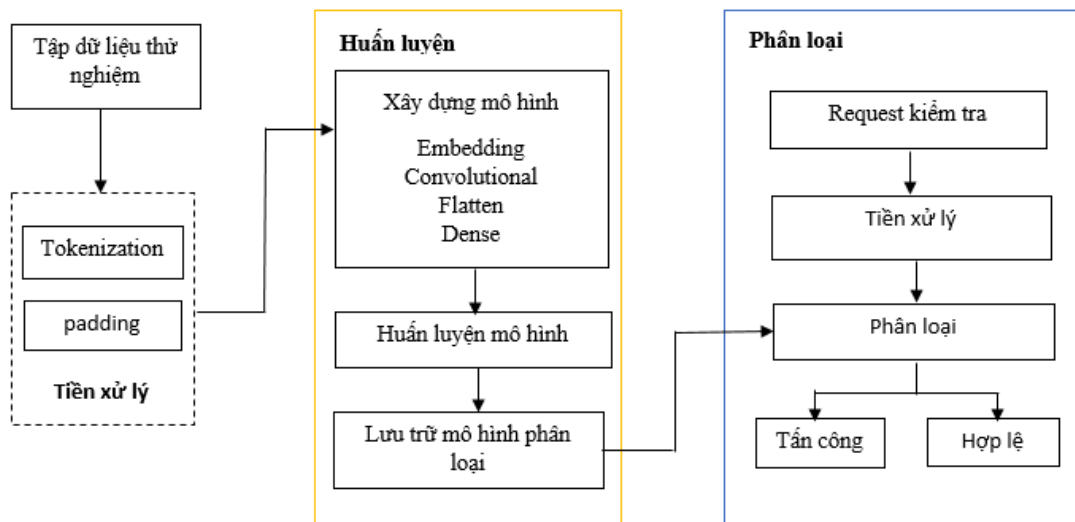 Tập dữ liệu thử
nghiệm
Tokenization
padding
Tiền xử lý
Huấn luyện
Xây dựng mô hình
Embedding
Convolutional
Flatten
Dense
Huấn luyện mô hình
Lưu trữ mô hình phân
loại
Phân loại
Request kiểm tra
Tiền xử lý
Phân loại
Tấn công
Hợp lệ